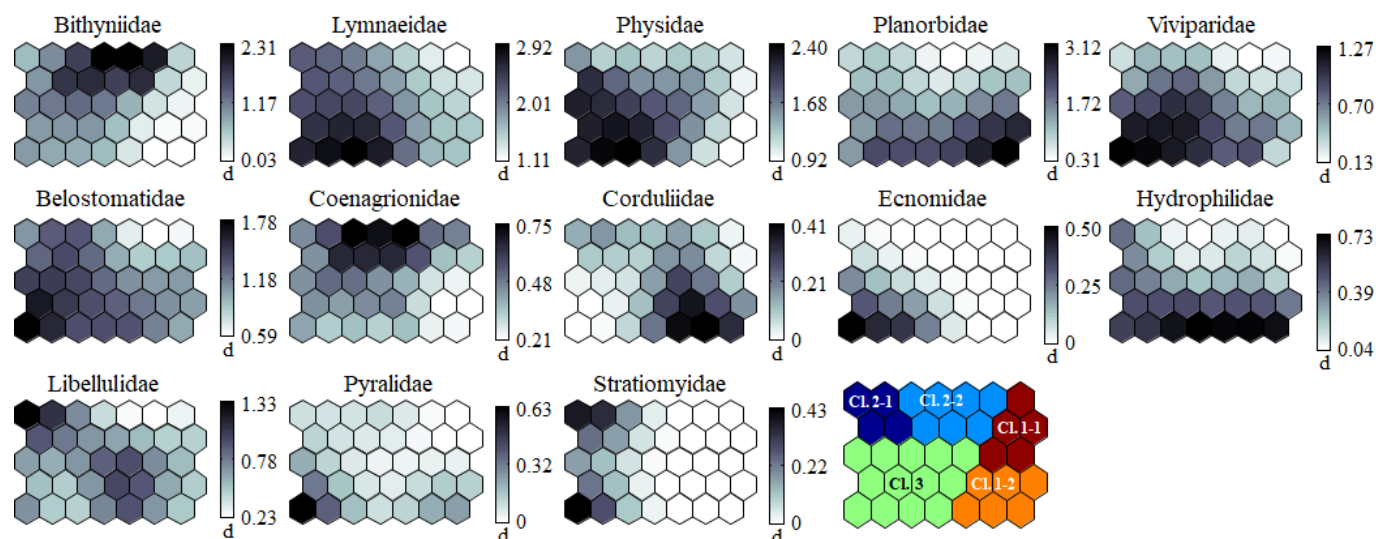 Bithyniidae Lymnaeidae Physidae Planorbidae Viviparidae
2.31 2.92 2.40 3.12 1.27
1.17 2.01 1.68 1.72 0.70
0.03 1.11 0.92 0.31 0.13
d d d d d
Belostomatidae Coenagrionidae Corduliidae Ecnomidae Hydrophilidae
1.78 0.75 0.41 0.50 0.73
1.18 0.48 0.21 0.25 0.39
0.59 0.21 0 0 0.04
d d d d d
Libellulidae Pyralidae Stratiomyidae
1.33 0.63 0.43 Cl. 2-1 Cl. 2-2
Cl. 1-1
0.78 0.32 0.22
Cl. 3 Cl. 1-2
0.23 0 0
d d d